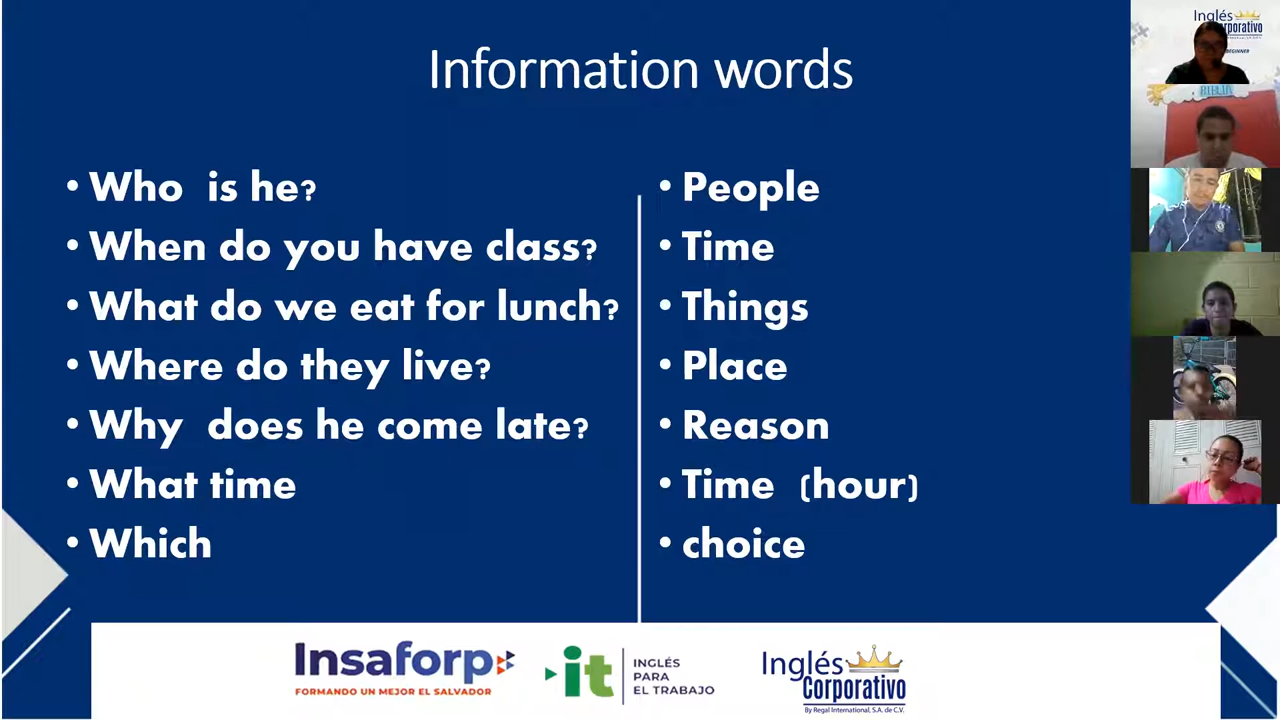 Information words
• Who is he?
• When do you have class?
• What do we eat for lunch?
• Where do they live?
• Why does he come late?
• What time
• Which
• People
• Time
• Things
• Place
• Reason
• Time (hour)
• choice
Insaforp
FORMANDO UN MEJOR EL SALVADOR
it
INGLÉS
PARA
EL TRABAJO
Inglés
Corporativo
By Regal International, S.A. de C.V.
Inglés
BEGINNER
BIBLIA